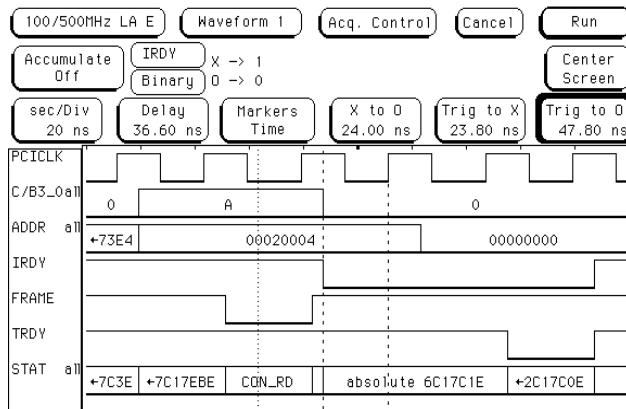 100/500MHz LA E Waveform 1 Acq. Control Cancel Run
Accumulate Off IRDY X -> 1 Center Screen
Binary O -> 0
sec/Div Delay Markers X to O Trig to X Trig to O
20 ns 36.60 ns Time 24.00 ns 23.80 ns 47.80 ns
PCICLK
C/B3_0all 0 A 0
ADDR all ←73E4 00020004 00000000
IRDY
FRAME
TRDY
STAT all ←7C3E ←7C17EBE CON_RD absolute 6C17C1E ←2C17C0E